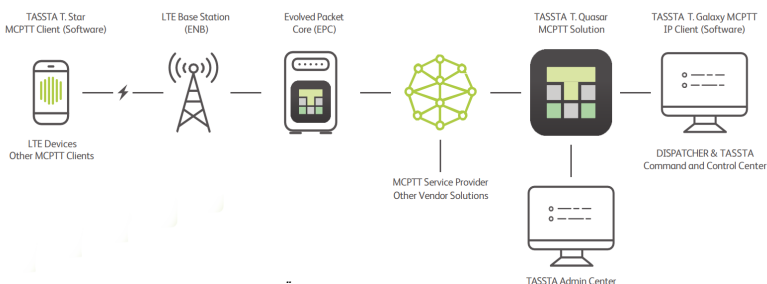 TASSTA T. Star
MCPTT Client (Software)
LTE Base Station
(ENB)
Evolved Packet
Core (EPC)
TASSTA T. Quasar
MCPTT Solution
TASSTA T. Galaxy MCPTT
IP Client (Software)
LTE Devices
Other MCPTT Clients
MCPTT Service Provider
Other Vendor Solutions
DISPATCHER & TASSTA
Command and Control Center
TASSTA Admin Center